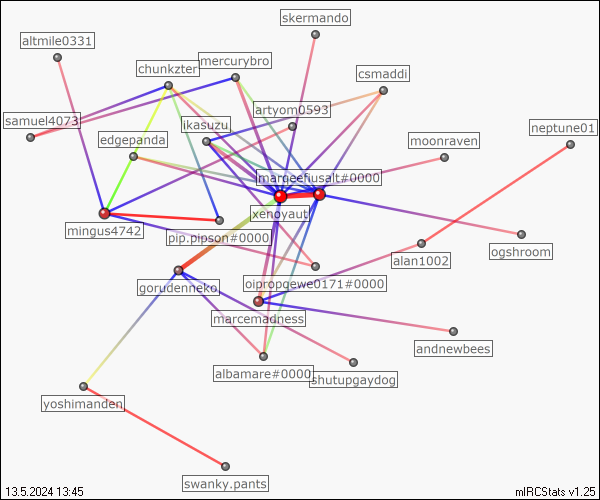 skermando
altmile0331
mercurybro
chunkzter
csmaddi
artyom0593
samuel4073
ikasuzu
neptune01
edgepanda
moonraven
marqeefiusalt#0000
xenoyaut
mingus4742
pip.pipson#0000
ogshroom
alan1002
oipropqewe0171#0000
gorudenneko
marcemadness
andnewbees
albamare#0000
shutupgaydog
yoshimanden
swanky.pants
13.5.2024 13:45
mIRCStats v1.25